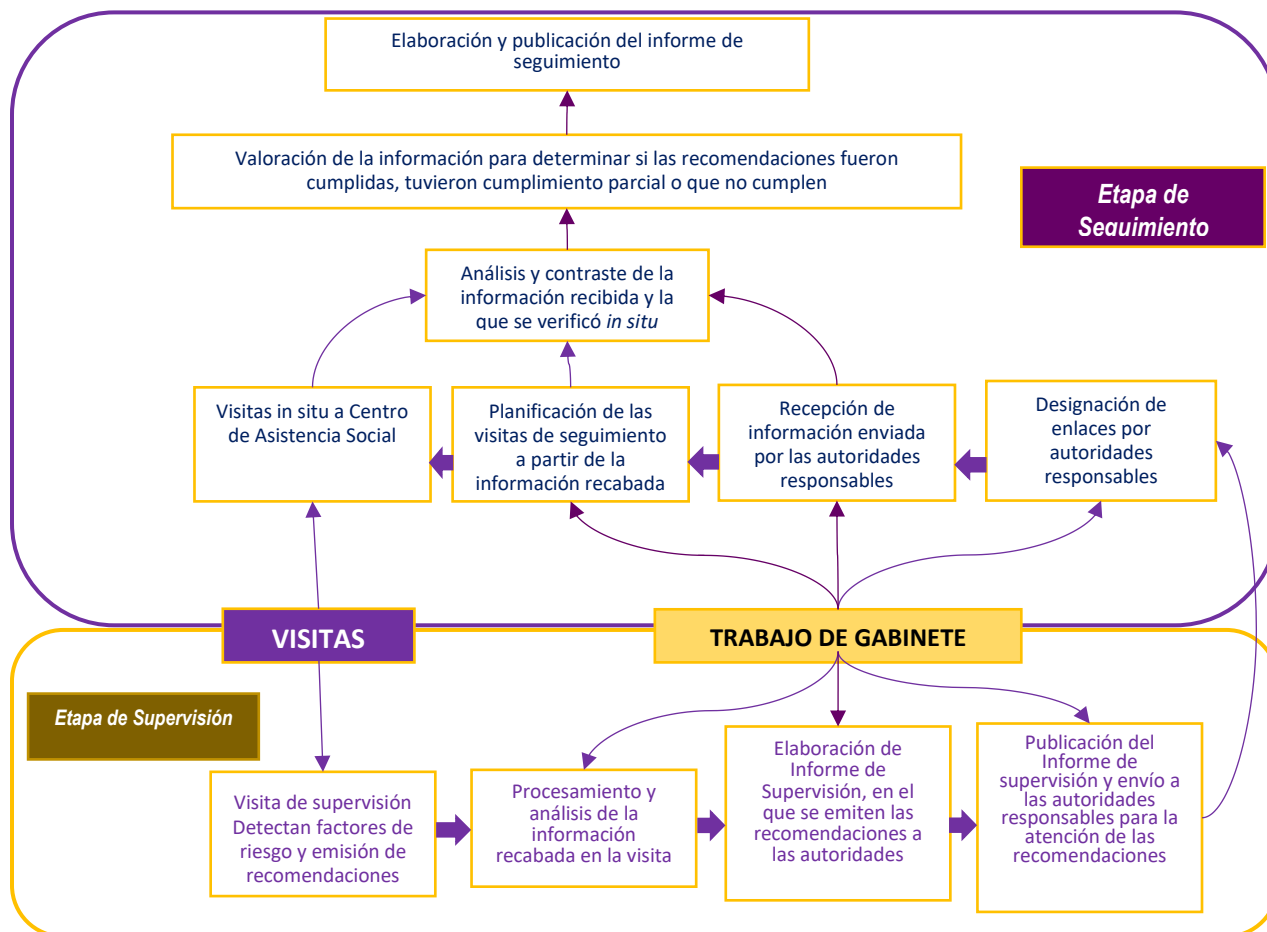 Elaboración y publicación del informe de
seguimiento
Valoración de la información para determinar si las recomendaciones fueron
cumplidas, tuvieron cumplimiento parcial o que no cumplen
Etapa de
Seguimiento
Análisis y contraste de la
información recibida y la
que se verificó in situ
Visitas in situ a Centro
de Asistencia Social
Planificación de las
visitas de seguimiento
a partir de la
información recabada
Recepción de
información enviada
por las autoridades
responsables
Designación de
enlaces por
autoridades
responsables
VISITAS
TRABAJO DE GABINETE
Etapa de Supervisión
Visita de supervisión
Detectan factores de
riesgo y emisión de
recomendaciones
Procesamiento y
análisis de la
información
recabada en la visita
Elaboración de
Informe de
Supervisión, en el
que se emiten las
recomendaciones a
las autoridades
Publicación del
Informe de
supervisión y envío a
las autoridades
responsables para la
atención de las
recomendaciones